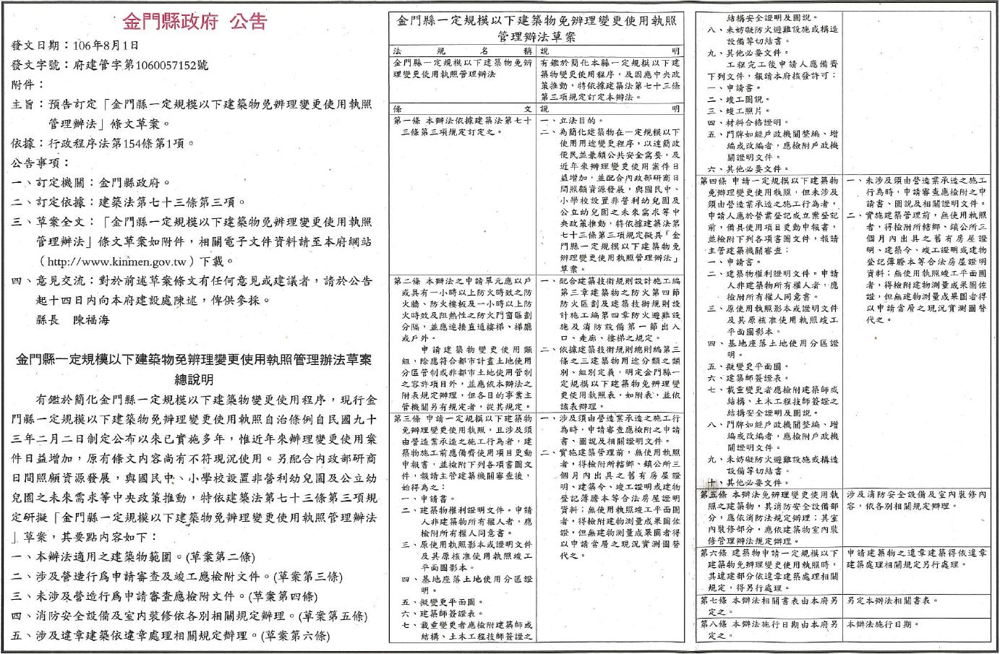 金門縣政府 公告
發文日期：106年8月1日
發文字號：府建管字第1060057152號
附件：
主旨：預告訂定「金門縣一定規模以下建築物免辦理變更使用執照
管理辦法」條文草案。
依據：行政程序法第154條第1項。
公告事項：
一、訂定機關：金門縣政府。
二、訂定依據：建築法第七十三條第三項。
三、草案全文：「金門縣一定規模以下建築物免辦理變更使用執照
管理辦法」條文草案如附件，相關電子文件資料請至本府網站
（http://www.kinmen.gov.tw）下載。
四、意見交流：對於前述草案條文有任何意見或建議者，請於公告
起十四日內向本府建設處陳述，俾供參採。
縣長 陳福海
金門縣一定規模以下建築物免辦理變更使用執照管理辦法草案
總說明
有鑑於簡化金門縣一定規模以下建築物變更使用程序，現行金
門縣一定規模以下建築物免辦理變更使用執照自治條例自民國九十
三年二月二日制定公布以來已實施多年，惟近年來辦理變更使用案
件日益增加，原有條文內容尚有不符現況使用。另配合內政部研商
日間照顧資源發展，與國民中、小學校設置非營利幼兒園及公立幼
兒園之未來需求等中央政策推動，特依建築法第七十三條第三項規
定研擬「金門縣一定規模以下建築物免辦理變更使用執照管理辦法
」草案，其要點內容如下：
一、本辦法適用之建築物範圍。(草案第二條)
二、涉及營造行為申請審查及竣工應檢附文件。(草案第三條)
三、未涉及營造行為申請審查應檢附文件。(草案第四條)
四、消防安全設備及室內裝修依各別相關規定辦理。(草案第五條)
五、涉及違章建築依違章處理相關規定辦理。(草案第六條)
金門縣一定規模以下建築物免辦理變更使用執照
管理辦法草案
法規名稱 說明
金門縣一定規模以下建築物免辦
理變更使用執照管理辦法
有鑑於簡化本縣一定規模以下建
築物變更使用程序，及因應中央政
策推動，特依據建築法第七十三條
第三項規定訂定本辦法。
條文 說明
第一條 本辦法依據建築法第七十
三條第三項規定訂定之。
一、立法目的。
二、為簡化建築物在一定規模以下
使用用途變更程序，以達簡政
便民並兼顧公共安全需要，及
近年來辦理變更使用案件日
益增加，並配合內政部研商日
間照顧資源發展，與國民中、
小學校設置非營利幼兒園及
公立幼兒園之未來需求等中
央政策推動，特依據建築法第
七十三條第三項規定擬具「金
門縣一定規模以下建築物免
辦理變更使用執照管理辦法」
草案。
第二條 本辦法之申請單元應以戶
或具有一小時以上防火時效之防
火牆、防火樓板及一小時以上防
火時效及阻熱性之防火門窗區劃
分隔，並應連接直通樓梯、梯廳
或戶外。
申請建築物變更使用類
組，除應符合都市計畫土地使用
分區管制或非都市土地使用管制
之容許項目外，並應依本辦法之
附表規定辦理，但各目的事業主
管機關另有規定者，從其規定。
一、配合建築技術規則設計施工編
第三章建築物之防火第四節
防火區劃及建築技術規則設
計施工編第四章防火避難設
施及消防設備第一節出入
口、走廊、樓梯之規定。
二、依據建築技術規則總則編第三
條之三建築物用途分類之類
別、組別定義，明定金門縣一
定規模以下建築物免辦理變
更使用執照表，如附表，並依
該表辦理。
第三條 申請一定規模以下建築物
免辦理變更使用執照，且涉及須
由營造業承造之施工行為者，建
築物施工前應備齊使用項目更動
申報書，並檢附下列各項書圖文
件，報請主管建築機關審查後，
始得為之：
一、申請書。
二、建築物權利證明文件。申請
人非建築物所有權人者，應
檢附所有權人同意書。
三、原使用執照影本或證明文件
及其原核准使用執照竣工
平面圖影本。
四、基地座落土地使用分區證
明。
五、擬變更平面圖。
六、建築師簽證表。
七、載重變更者應檢附建築師或
結構、土木工程技師簽證之
一、涉及須由營造業承造之施工行
為時，申請審查應檢附之申請
書、圖說及相關證明文件。
二、實施建築管理前，無使用執照
者，得檢附所轄鄉、鎮公所三
個月內出具之舊有房屋證
明、建築令、竣工證明或建物
登記簿謄本等合法房屋證明
資料；無使用執照竣工平面圖
者，得檢附建物測量成果圖佐
證，但無建物測量成果圖者得
以申請當層之現況實測圖替
代之。
結構安全證明及圖說。
八、未妨礙防火避難設施或構造
設備等切結書。
九、其他必要文件。
工程完工後申請人應備齊
下列文件，報請本府核發許可：
一、申請書。
二、竣工圖說。
三、竣工照片。
四、材料合格證明。
五、門牌如經戶政機關整編、增
編或改編者，應檢附戶政機
關證明文件。
六、其他必要文件。
第四條 申請一定規模以下建築物
免辦理變更使用執照，但未涉及
須由營造業承造之施工行為者，
申請人應於營業登記或立案登記
前，備具使用項目更動申報書，
並檢附下列各項書圖文件，報請
主管建築機關審查：
一、申請書。
二、建築物權利證明文件。申請
人非建築物所有權人者，應
檢附所有權人同意書。
三、原使用執照影本或證明文件
及其原核准使用執照竣工
平面圖影本。
四、基地座落土地使用分區證
明。
五、擬變更平面圖。
六、建築師簽證表。
七、載重變更者應檢附建築師或
結構、土木工程技師簽證之
結構安全證明及圖說。
八、門牌如經戶政機關整編、增
編或改編者，應檢附戶政機
關證明文件。
九、未妨礙防火避難設施或構造
設備等切結書。
十、其他必要文件。
一、未涉及須由營造業承造之施工
行為時，申請審查應檢附之申
請書、圖說及相關證明文件。
二、實施建築管理前，無使用執照
者，得檢附所轄鄉、鎮公所三
個月內出具之舊有房屋證
明、建築令、竣工證明或建物
登記簿謄本等合法房屋證明
資料；無使用執照竣工平面圖
者，得檢附建物測量成果圖佐
證，但無建物測量成果圖者得
以申請當層之現況實測圖替
代之。
第五條 本辦法免辦理變更使用執
照之建築物，其消防安全設備部
分，應依消防法規定辦理；其室
內裝修部分，應依建築物室內裝
修管理辦法規定辦理。
涉及消防安全設備及室內裝修內
容，依各別相關規定辦理。
第六條 建築物申請一定規模以下
建築物免辦理變更使用執照時，
其違建部分依違章建築處理相關
規定，得另行處理。
申請建築物之違章建築得依違章
建築處理相關規定另行處理。
第七條 本辦法相關書表由本府另
定之。
另定本辦法相關書表。
第八條 本辦法施行日期由本府另
定之。
本辦法施行日期。